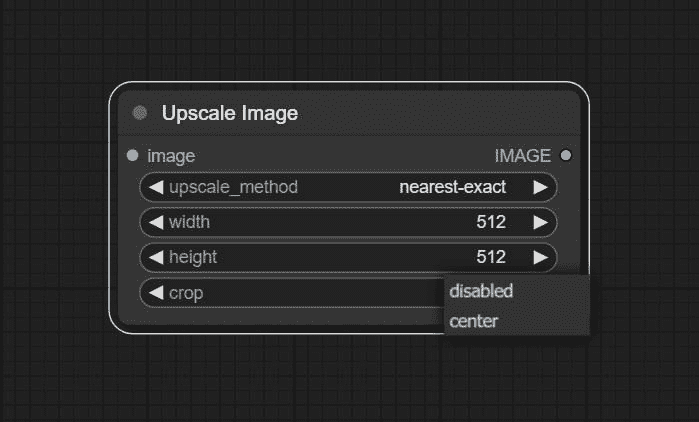 Upscale Image
image IMAGE
upscale_method nearest-exact
width 512
height 512
crop disabled
center